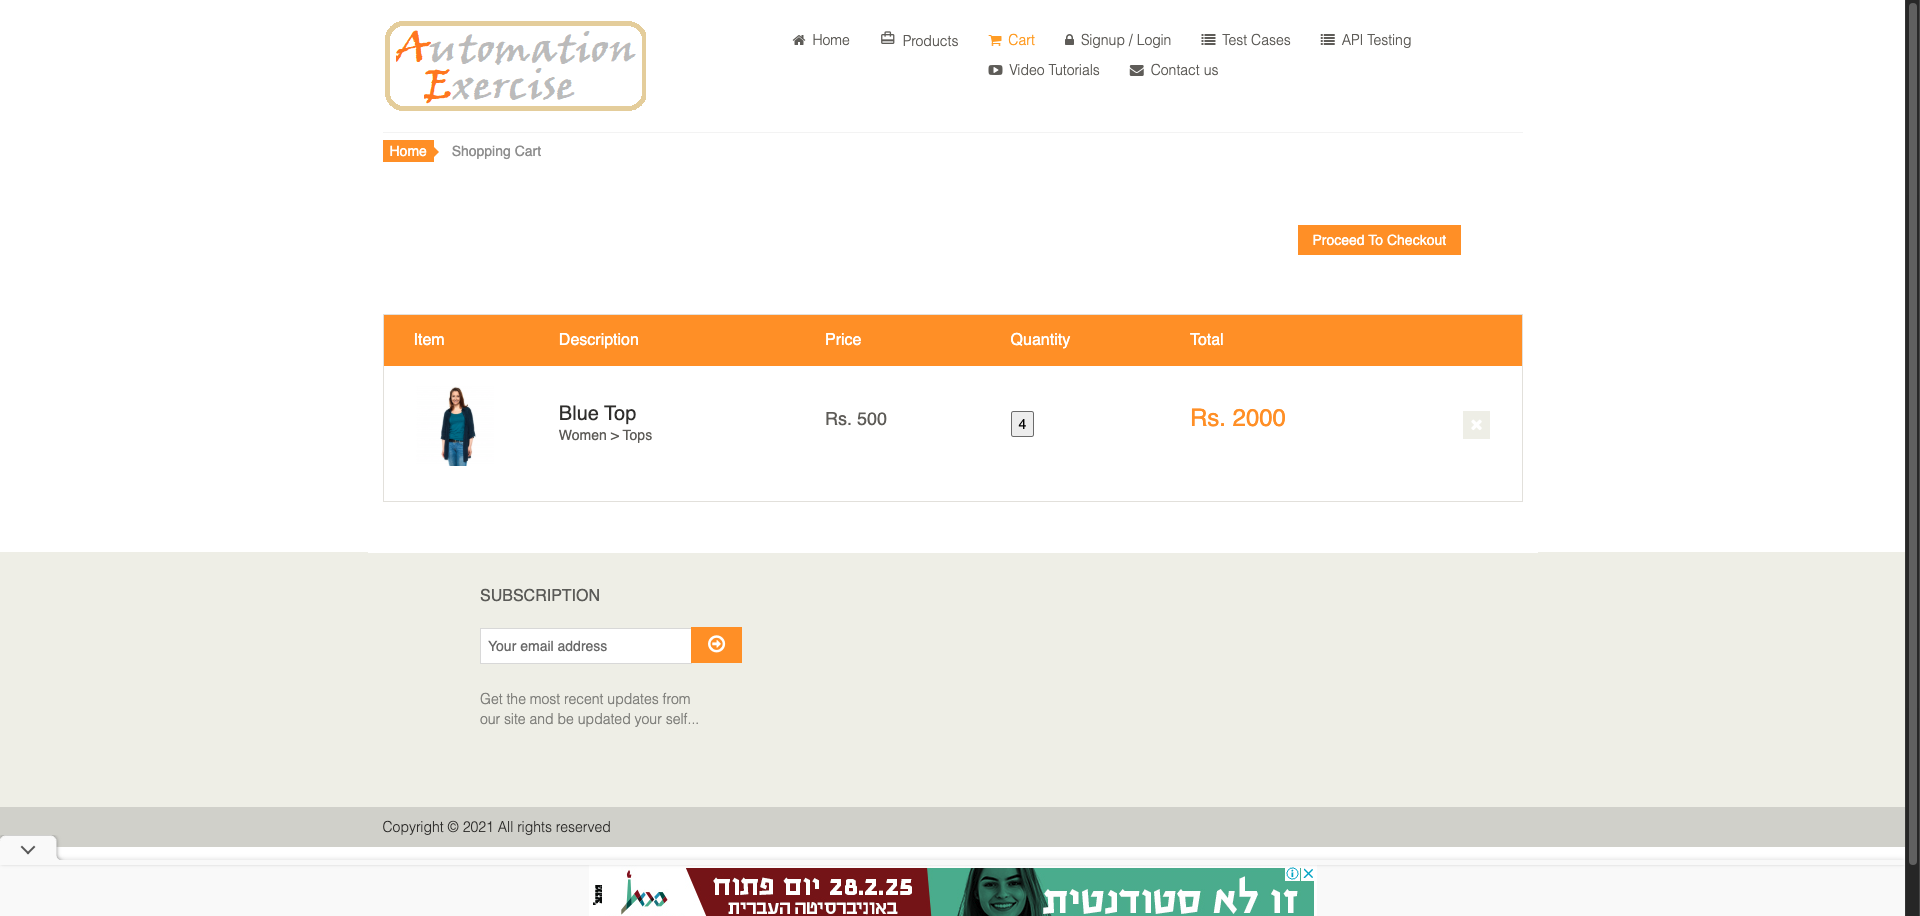 Automation
Exercise
Home
Products
Cart
Signup / Login
Test Cases
API Testing
Video Tutorials
Contact us
Home
Shopping Cart
Proceed To Checkout
Item Description Price Quantity Total
Blue Top
Women > Tops
Rs. 500
4
Rs. 2000
SUBSCRIPTION
Your email address
Get the most recent updates from
our site and be updated your self...
Copyright © 2021 All rights reserved
יום פתוח 28.2.25
באוניברסיטה העברית
זו לא סטודנטית